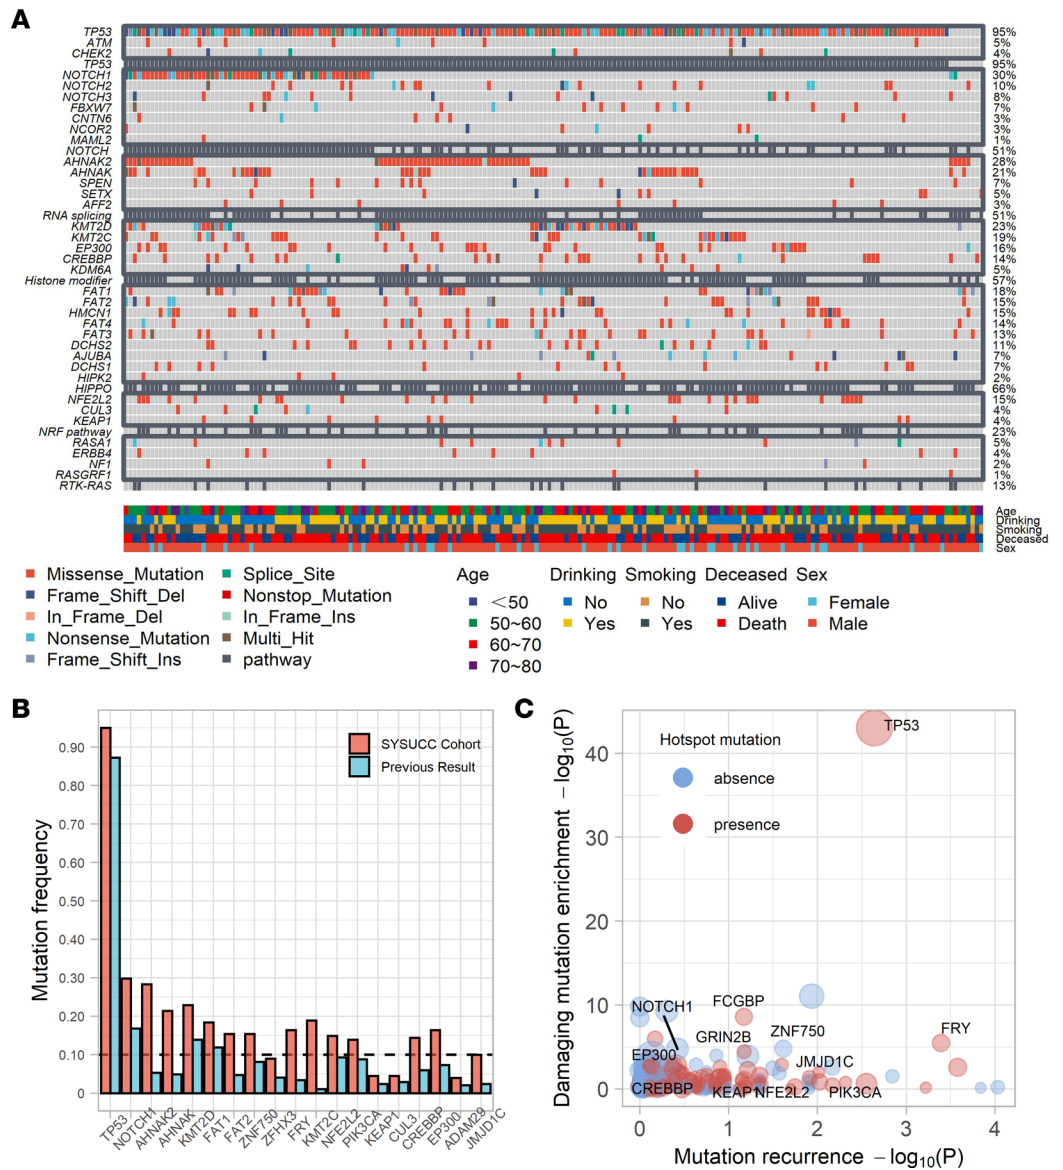 A
TP53 95%
ATM 5%
CHEK2 4%
TP53 95%
NOTCH1 30%
NOTCH2 10%
NOTCH3 8%
FBXW7 7%
CNTN6 3%
NCOR2 3%
MAML2 1%
NOTCH 51%
AHNAK2 28%
AHNAK 21%
SPEN 7%
SETX 5%
AFF2 3%
RNA splicing 51%
KMT2D 23%
KMT2C 19%
EP300 16%
CREBBP 14%
KDM6A 5%
Histone modifier 57%
FAT1 18%
FAT2 15%
HMCN1 15%
FAT4 14%
FAT3 13%
DCHS2 11%
AJUBA 7%
DCHS1 7%
HIPK2 2%
HIPPO 66%
NFE2L2 15%
CUL3 4%
KEAP1 4%
NRF pathway 23%
RASA1 5%
ERBB4 4%
NF1 2%
RASGRF1 1%
RTK-RAS 13%
Age
Drinking
Smoking
Deceased
Sex
Missense_Mutation Splice_Site Age Drinking Smoking Deceased Sex
Frame_Shift_Del Nonstop_Mutation <50 No No Alive Female
In_Frame_Del In_Frame_Ins 50~60 Yes Yes Death Male
Nonsense_Mutation Multi_Hit 60~70
Frame_Shift_Ins pathway 70~80
B
Mutation frequency
0.90
0.80
0.70
0.60
0.50
0.40
0.30
0.20
0.10
0
SYSUCC Cohort
Previous Result
TP53
NOTCH1
AHNAK2
AHNAK
KMT2D
FAT1
FAT2
ZNF750
ZFHX3
FRY
KMT2C
NFE2L2
PIK3CA
KEAP1
CUL3
CREBBP
EP300
ADAM29
JMJD1C
C
Damaging mutation enrichment −log10(P)
40
30
20
10
0
Hotspot mutation
absence
presence
TP53
NOTCH1
FCGBP
GRIN2B
ZNF750
FRY
EP300
JMJD1C
CREBBP
KEAP1
NFE2L2
PIK3CA
0 1 2 3 4
Mutation recurrence −log10(P)